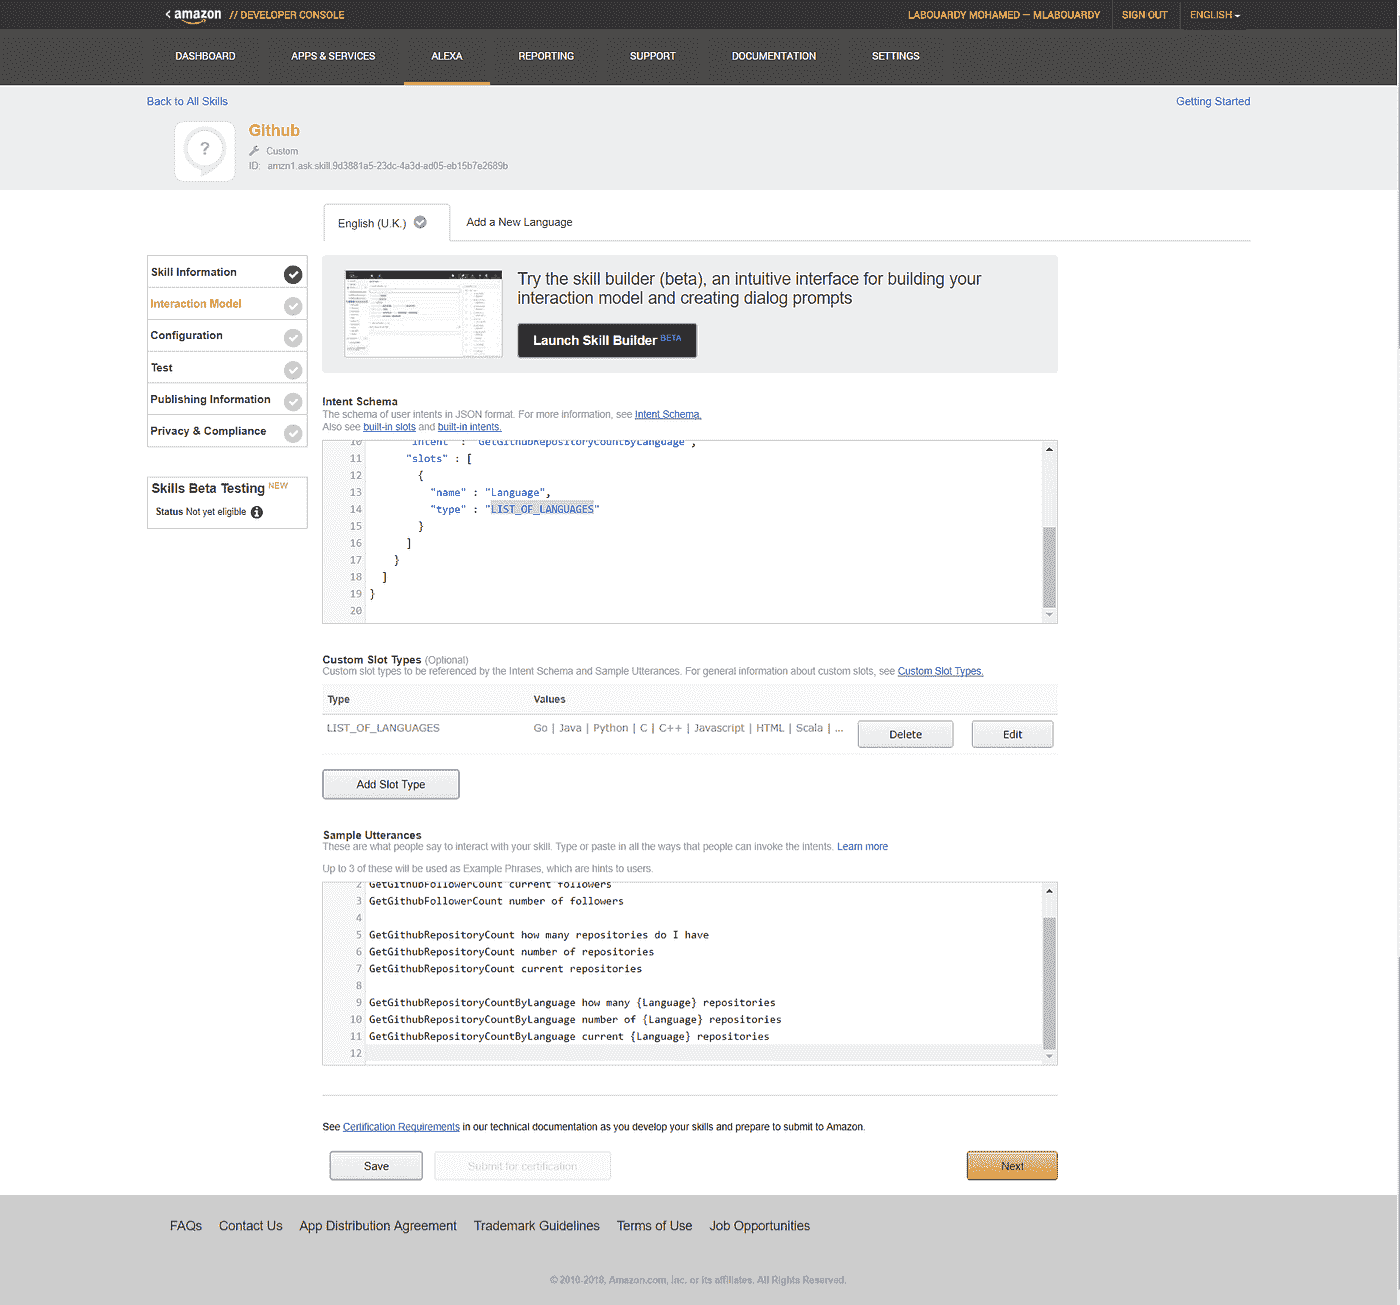 < amazon // DEVELOPER CONSOLE LABOUARDY MOHAMED — MLABOUARDY SIGN OUT ENGLISH
DASHBOARD APPS & SERVICES ALEXA REPORTING SUPPORT DOCUMENTATION SETTINGS
Back to All Skills Getting Started
Github
? Custom
ID: amzn1.ask.skill.9d3881a5-23dc-4a3d-ad05-eb15b7e2689b
English (U.K.) Add a New Language
Skill Information
Interaction Model
Configuration
Test
Publishing Information
Privacy & Compliance
Skills Beta Testing NEW
Status Not yet eligible
Try the skill builder (beta), an intuitive interface for building your
interaction model and creating dialog prompts
Launch Skill Builder BETA
Intent Schema
The schema of user intents in JSON format. For more information, see Intent Schema.
Also see built-in slots and built-in intents.
10 "intent" : "GetGithubRepositoryCountByLanguage",
11 "slots" : [
12 {
13 "name" : "Language",
14 "type" : "LIST_OF_LANGUAGES"
15 }
16 ]
17 }
18 ]
19 }
20
Custom Slot Types (Optional)
Custom slot types to be referenced by the Intent Schema and Sample Utterances. For general information about custom slots, see Custom Slot Types.
Type Values
LIST_OF_LANGUAGES Go | Java | Python | C | C++ | Javascript | HTML | Scala | ... Delete Edit
Add Slot Type
Sample Utterances
These are what people say to interact with your skill. Type or paste in all the ways that people can invoke the intents. Learn more
Up to 3 of these will be used as Example Phrases, which are hints to users.
2 GetGithubFollowerCount current followers
3 GetGithubFollowerCount number of followers
4
5 GetGithubRepositoryCount how many repositories do I have
6 GetGithubRepositoryCount number of repositories
7 GetGithubRepositoryCount current repositories
8
9 GetGithubRepositoryCountByLanguage how many {Language} repositories
10 GetGithubRepositoryCountByLanguage number of {Language} repositories
11 GetGithubRepositoryCountByLanguage current {Language} repositories
12
See Certification Requirements in our technical documentation as you develop your skills and prepare to submit to Amazon.
Save Submit for certification Next
FAQs Contact Us App Distribution Agreement Trademark Guidelines Terms of Use Job Opportunities
© 2010-2018, Amazon.com, Inc. or its affiliates. All Rights Reserved.